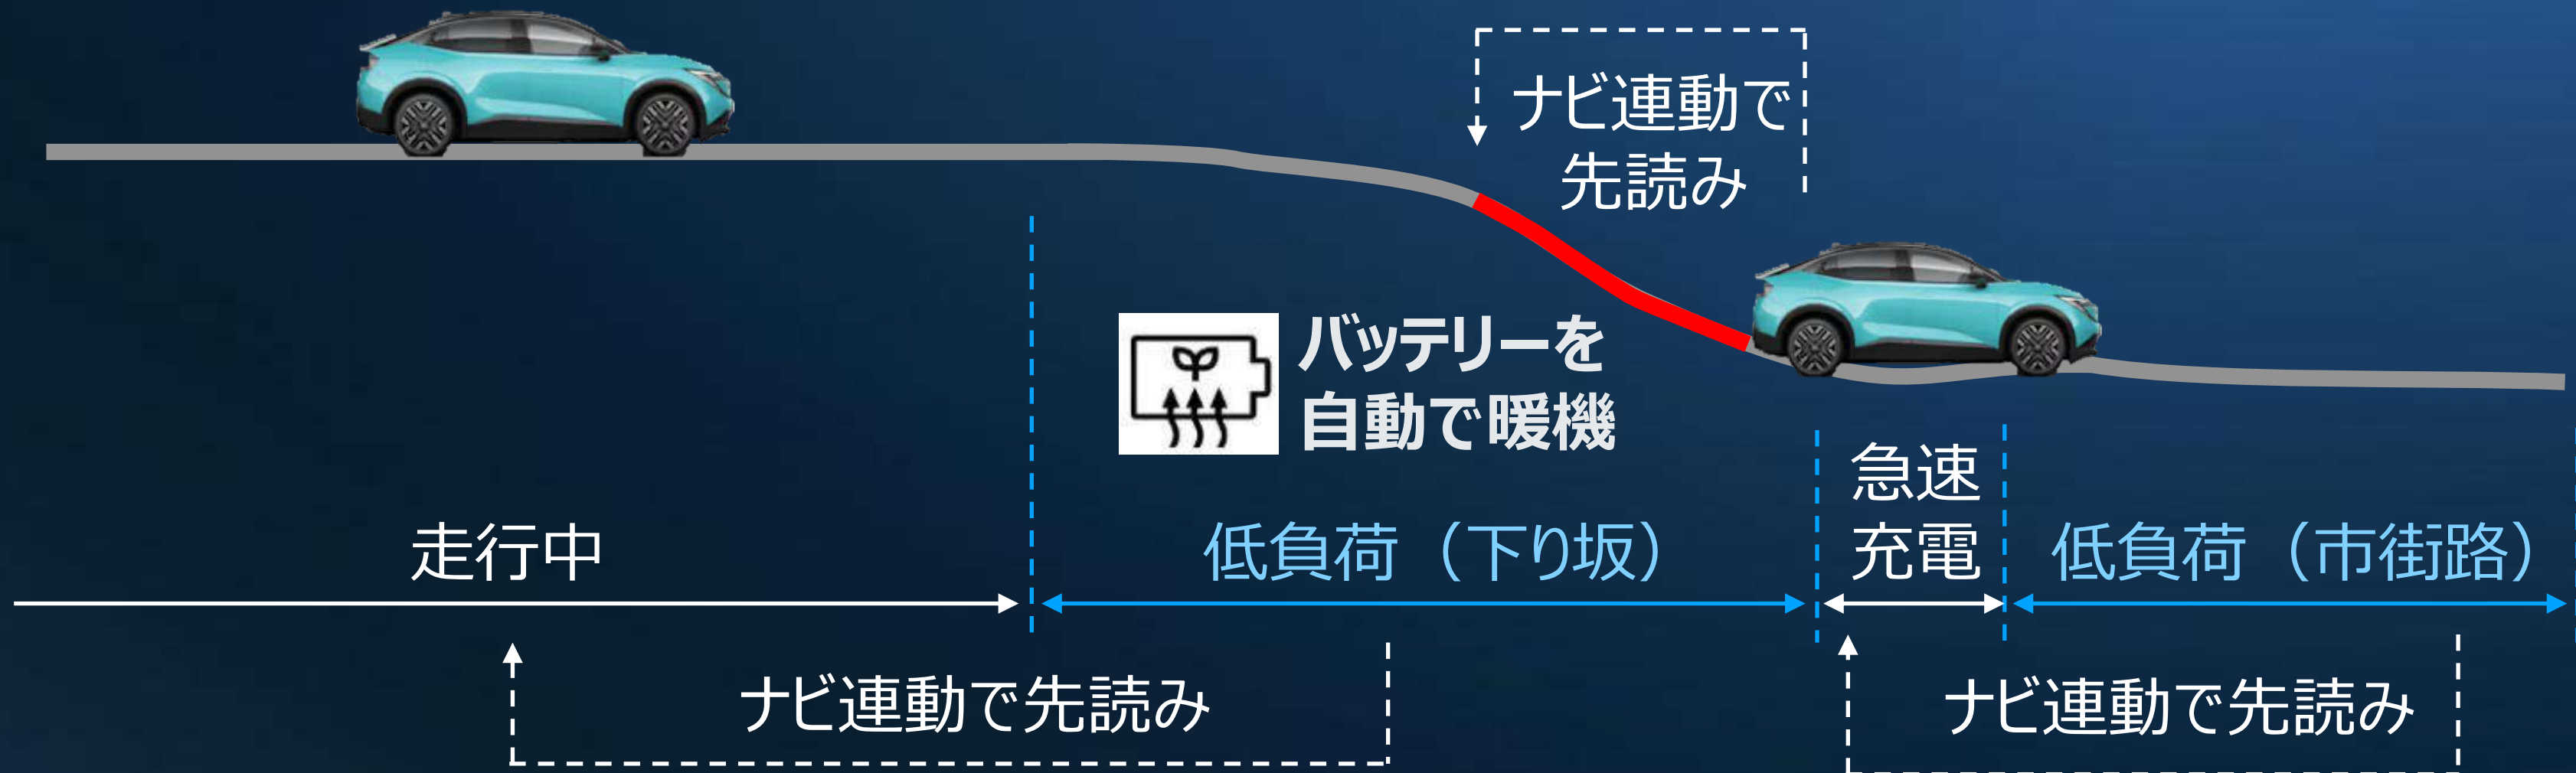 ナビ連動で
先読み
バッテリーを
自動で暖機
走行中
低負荷（下り坂）
急速
充電
低負荷（市街路）
ナビ連動で先読み
ナビ連動で先読み